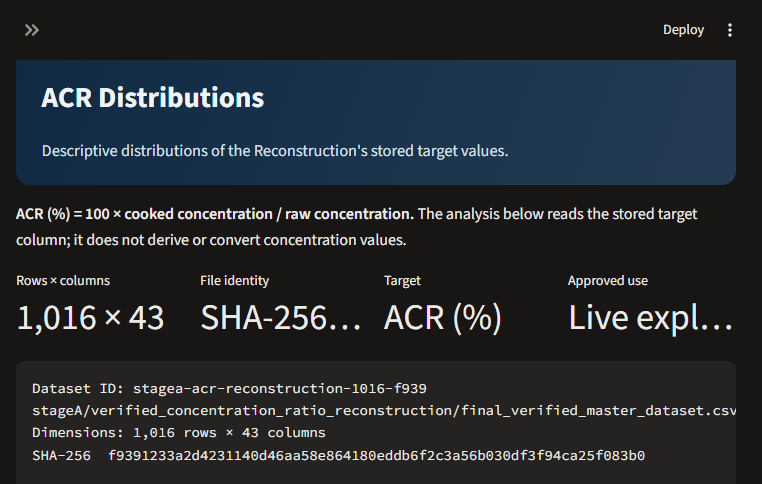 Deploy
ACR Distributions
Descriptive distributions of the Reconstruction's stored target values.
ACR (%) = 100 × cooked concentration / raw concentration. The analysis below reads the stored target
column; it does not derive or convert concentration values.
Rows × columns File identity Target Approved use
1,016 × 43 SHA-256… ACR (%) Live expl…
Dataset ID: stagea-acr-reconstruction-1016-f939
stageA/verified_concentration_ratio_reconstruction/final_verified_master_dataset.csv
Dimensions: 1,016 rows × 43 columns
SHA-256  f9391233a2d4231140d46aa58e864180eddb6f2c3a56b030df3f94ca25f083b0